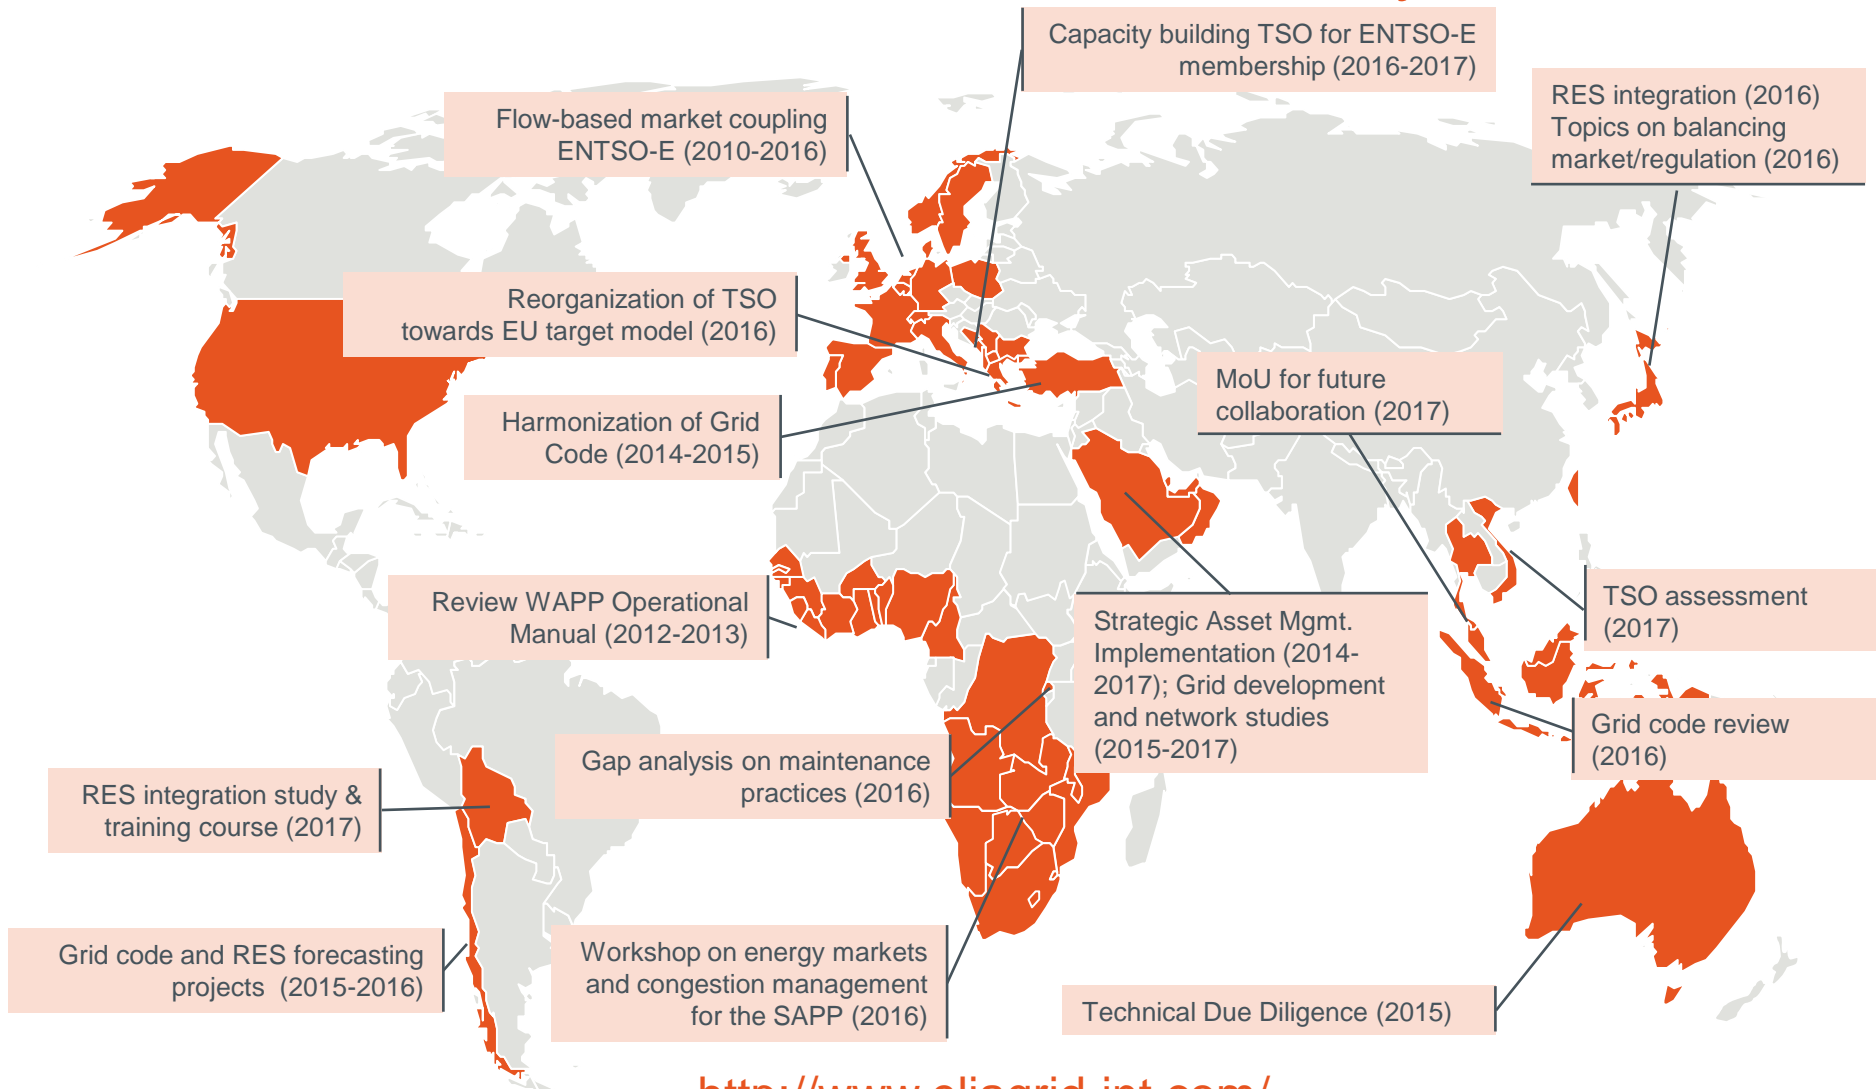 Capacity building TSO for ENTSO-E
membership (2016-2017)
Flow-based market coupling
ENTSO-E (2010-2016)
RES integration (2016)
Topics on balancing
market/regulation (2016)
Reorganization of TSO
towards EU target model (2016)
MoU for future
collaboration (2017)
Harmonization of Grid
Code (2014-2015)
Review WAPP Operational
Manual (2012-2013)
Strategic Asset Mgmt.
Implementation (2014-
2017); Grid development
and network studies
(2015-2017)
TSO assessment
(2017)
Grid code review
(2016)
Gap analysis on maintenance
practices (2016)
RES integration study &
training course (2017)
Grid code and RES forecasting
projects (2015-2016)
Workshop on energy markets
and congestion management
for the SAPP (2016)
Technical Due Diligence (2015)
http://www.eliagrid-int.com/